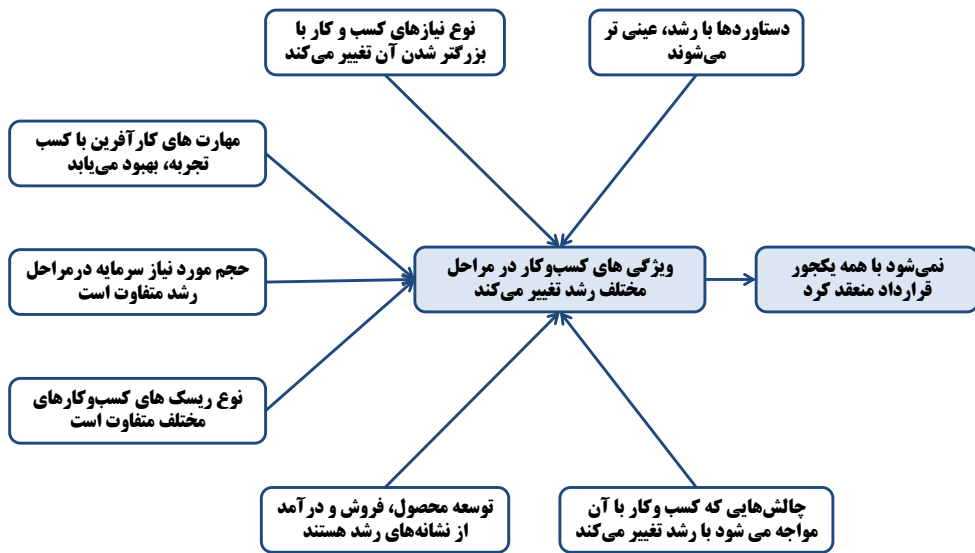 دستاوردها با رشد، عینی تر
می‌شوند
نوع نیازهای کسب و کار با
بزرگتر شدن آن تغییر می‌کند
مهارت های کارآفرین با کسب
تجربه، بهبود می‌یابد
حجم مورد نیاز سرمایه درمراحل
رشد متفاوت است
نوع ریسک های کسب‌وکارهای
مختلف متفاوت است
ویژگی های کسب‌وکار در مراحل
مختلف رشد تغییر می‌کند
نمی‌شود با همه یکجور
قرارداد منعقد کرد
توسعه محصول، فروش و درآمد
از نشانه‌های رشد هستند
چالش‌هایی که کسب وکار با آن
مواجه می شود با رشد تغییر می‌کند